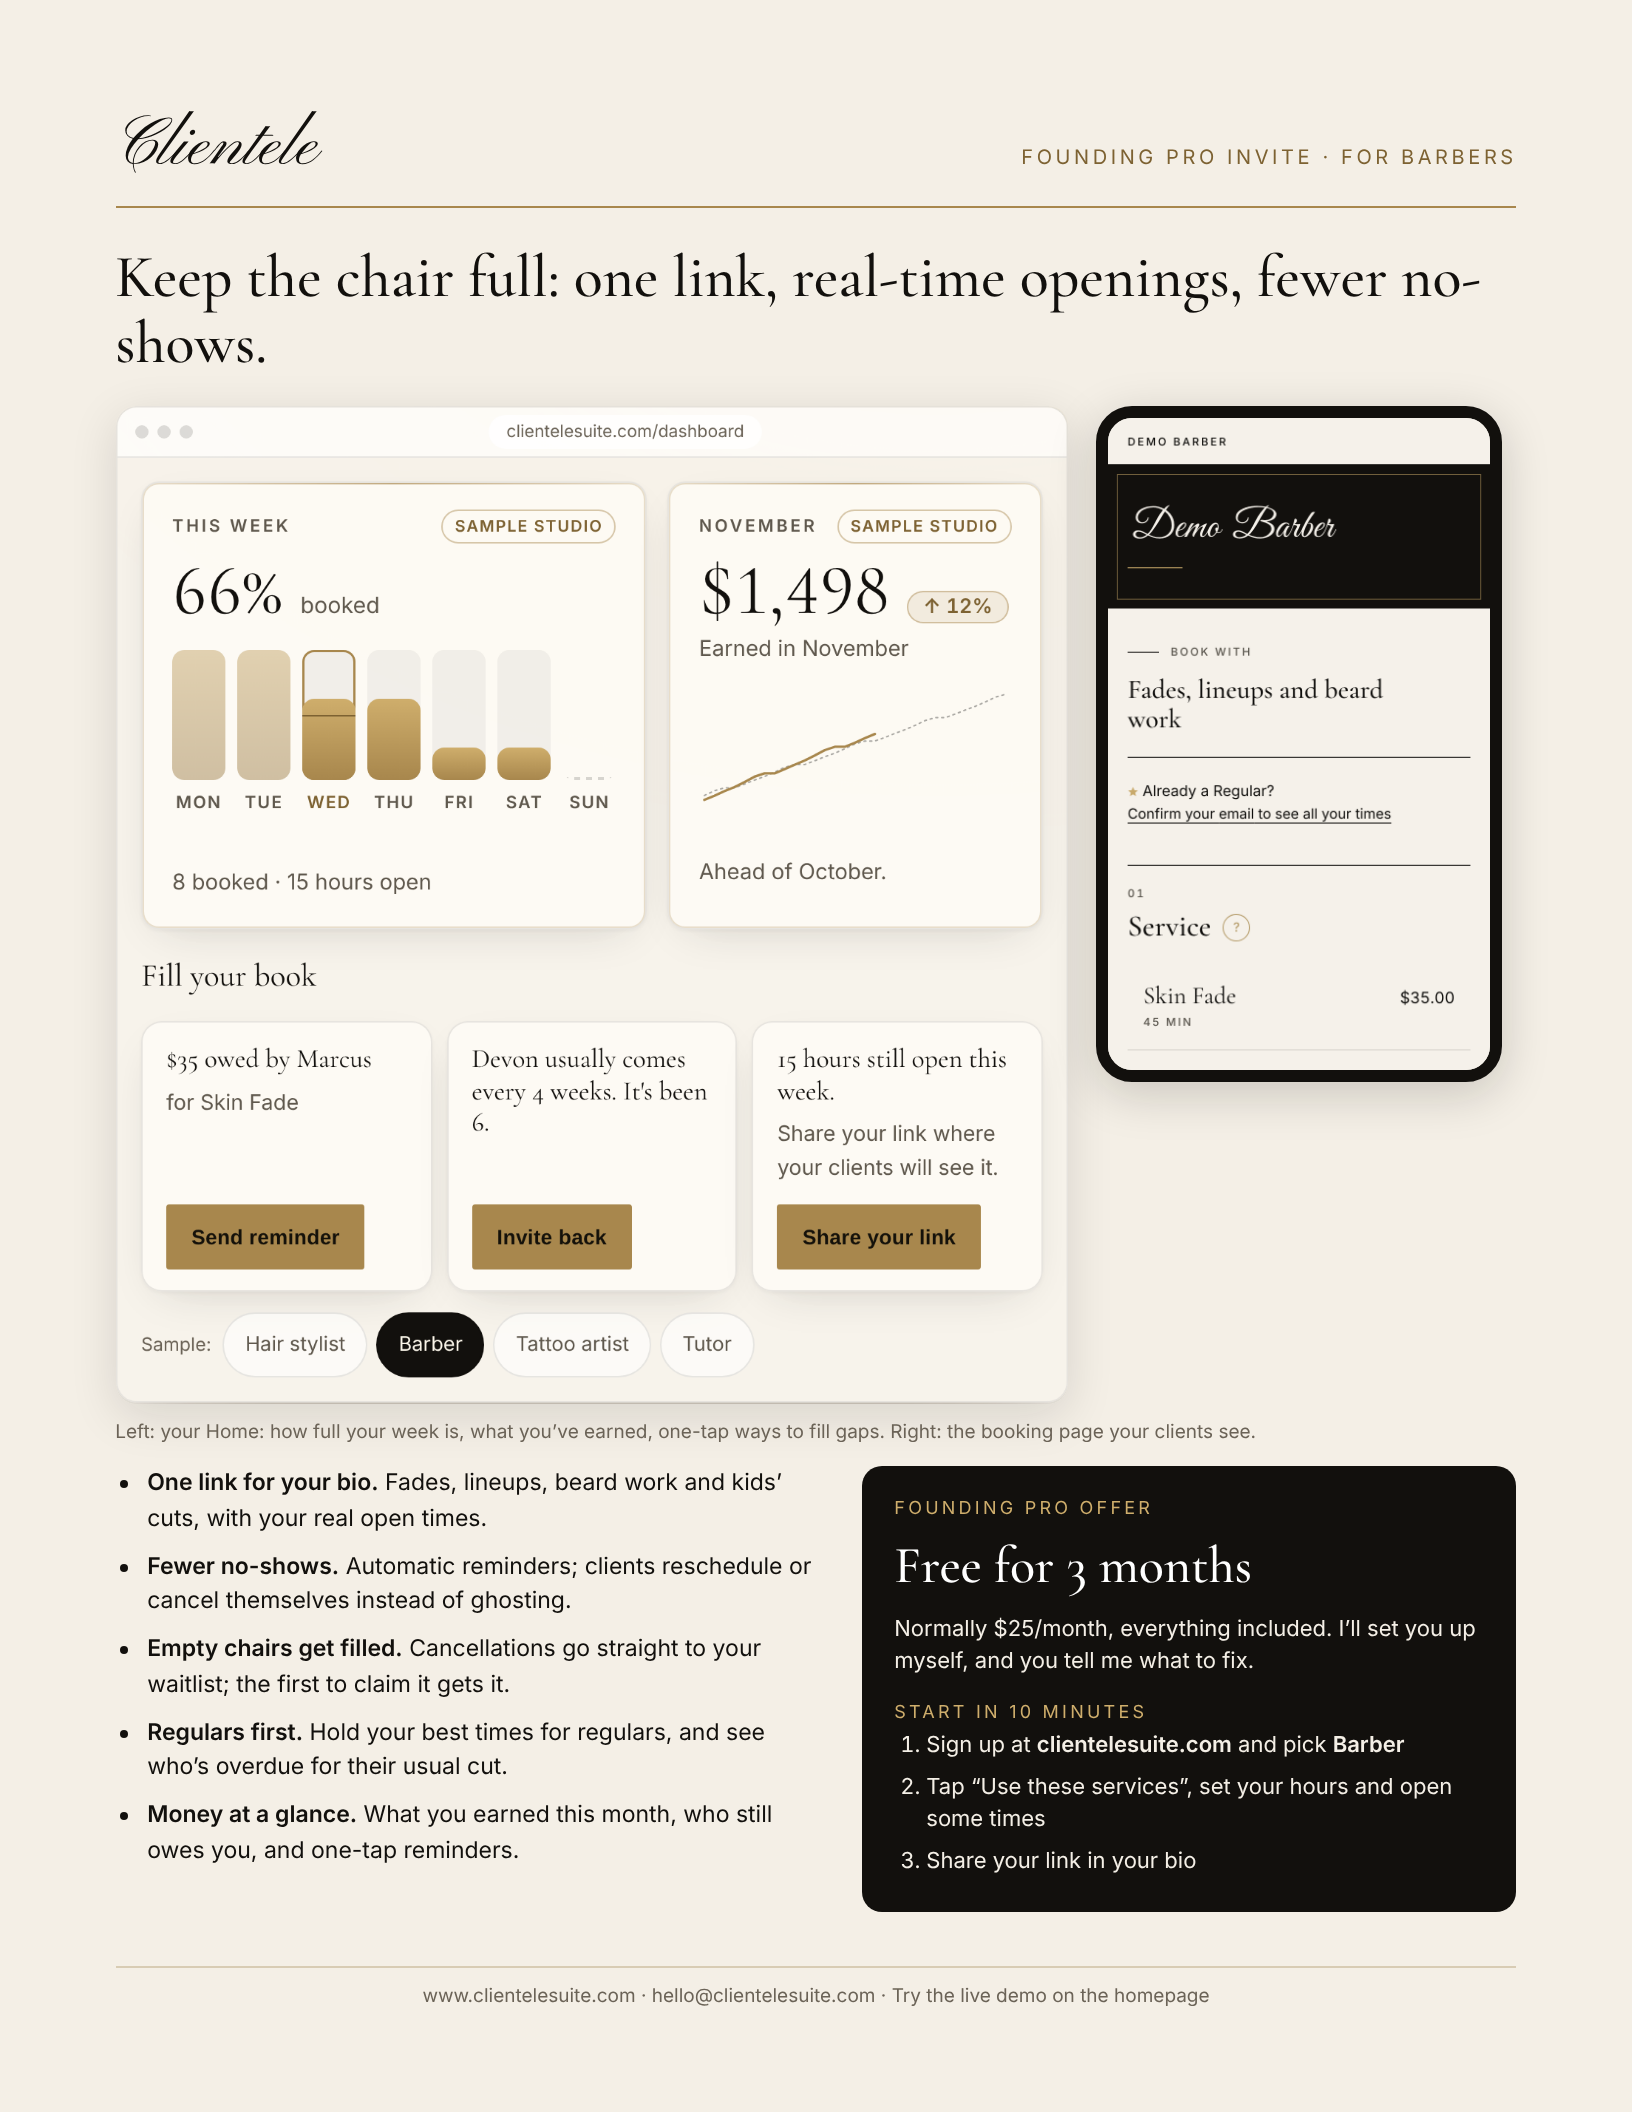 Clientele
FOUNDING PRO INVITE · FOR BARBERS
Keep the chair full: one link, real-time openings, fewer no-
shows.
clientelesuite.com/dashboard
THIS WEEK
SAMPLE STUDIO
66% booked
MON TUE WED THU FRI SAT SUN
8 booked · 15 hours open
NOVEMBER
SAMPLE STUDIO
$1,498 ↑ 12%
Earned in November
Ahead of October.
Fill your book
$35 owed by Marcus
for Skin Fade
Send reminder
Devon usually comes
every 4 weeks. It's been
6.
Invite back
15 hours still open this
week.
Share your link where
your clients will see it.
Share your link
Sample: Hair stylist Barber Tattoo artist Tutor
DEMO BARBER
Demo Barber
BOOK WITH
Fades, lineups and beard
work
★ Already a Regular?
Confirm your email to see all your times
01
Service ?
Skin Fade $35.00
45 MIN
Left: your Home: how full your week is, what you’ve earned, one-tap ways to fill gaps. Right: the booking page your clients see.
• One link for your bio. Fades, lineups, beard work and kids’
cuts, with your real open times.
• Fewer no-shows. Automatic reminders; clients reschedule or
cancel themselves instead of ghosting.
• Empty chairs get filled. Cancellations go straight to your
waitlist; the first to claim it gets it.
• Regulars first. Hold your best times for regulars, and see
who’s overdue for their usual cut.
• Money at a glance. What you earned this month, who still
owes you, and one-tap reminders.
FOUNDING PRO OFFER
Free for 3 months
Normally $25/month, everything included. I’ll set you up
myself, and you tell me what to fix.
START IN 10 MINUTES
1. Sign up at clientelesuite.com and pick Barber
2. Tap “Use these services”, set your hours and open
some times
3. Share your link in your bio
www.clientelesuite.com · hello@clientelesuite.com · Try the live demo on the homepage